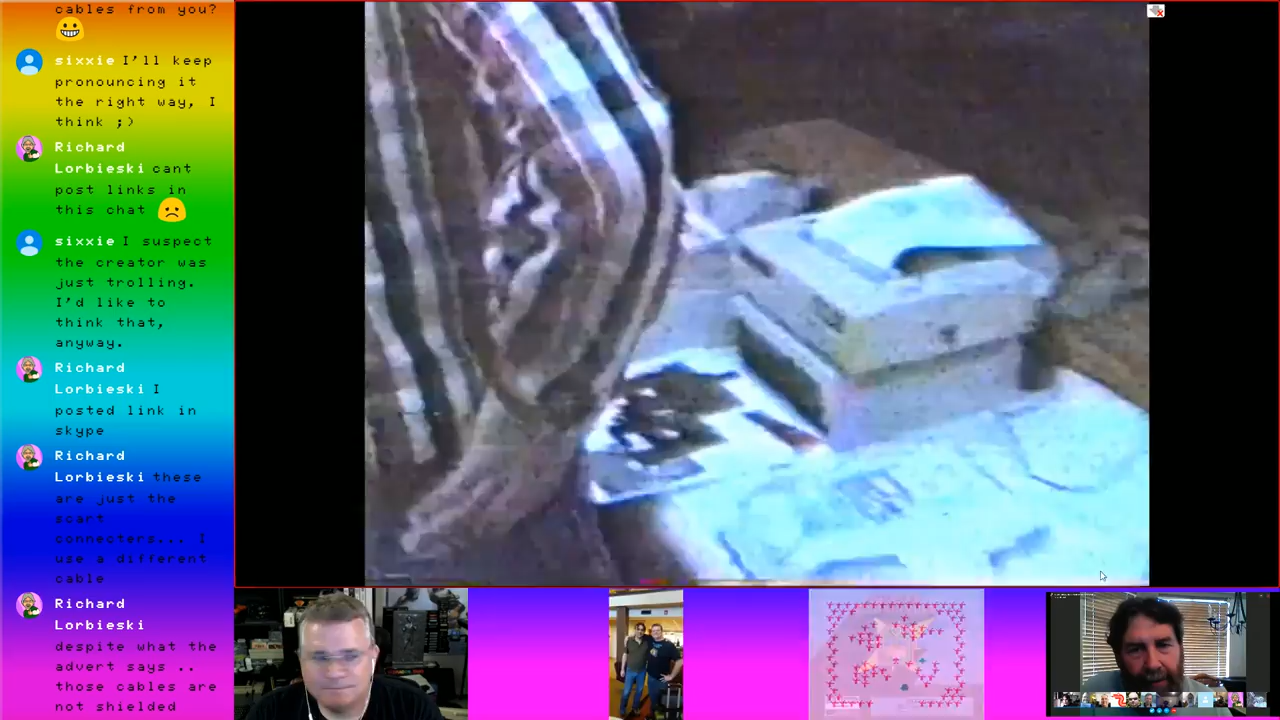 cables from you?
sixxie I'll keep
pronouncing it
the right way, I
think ;)
Richard
Lorbieski cant
post links in
this chat
sixxie I suspect
the creator was
just trolling.
I'd like to
think that,
anyway.
Richard
Lorbieski I
posted link in
skype
Richard
Lorbieski these
are just the
scart
connecters... I
use a different
cable
Richard
Lorbieski
despite what the
advert says ..
those cables are
not shielded